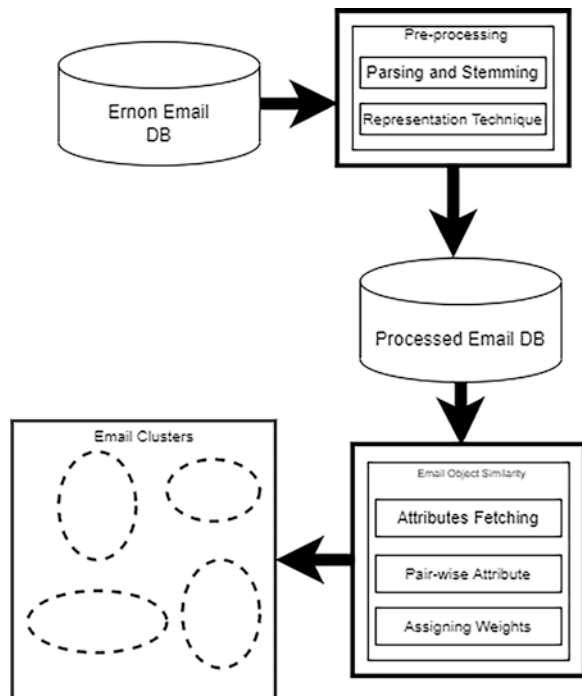 Ernon Email
DB
Pre-processing
Parsing and Stemming
Representation Technique
Processed Email DB
Email Object Similarity
Attributes Fetching
Pair-wise Attribute
Assigning Weights
Email Clusters